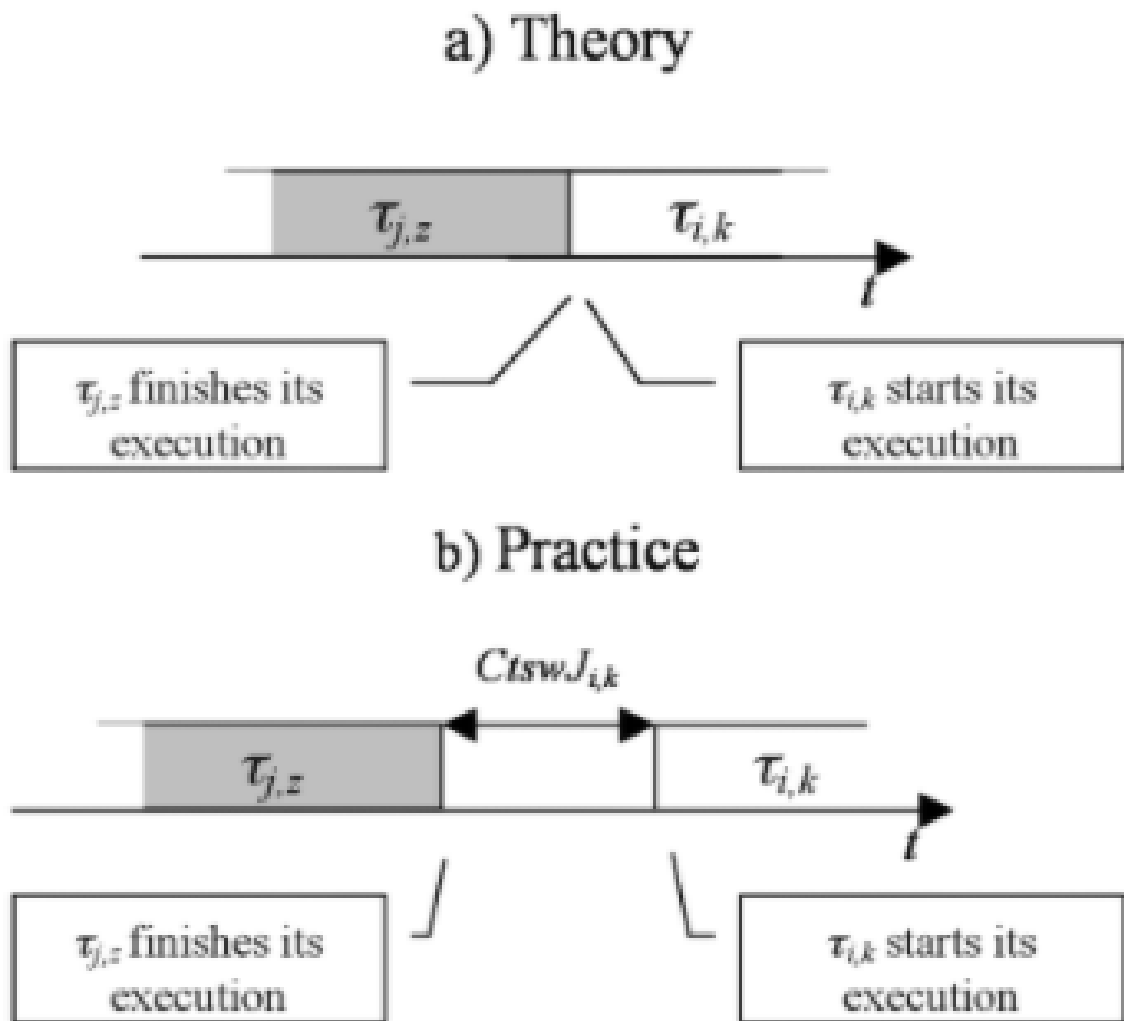 a) Theory
τj,z τi,k
t
τj,z finishes its
execution
τi,k starts its
execution
b) Practice
CtswJi,k
τj,z τi,k
t
τj,z finishes its
execution
τi,k starts its
execution